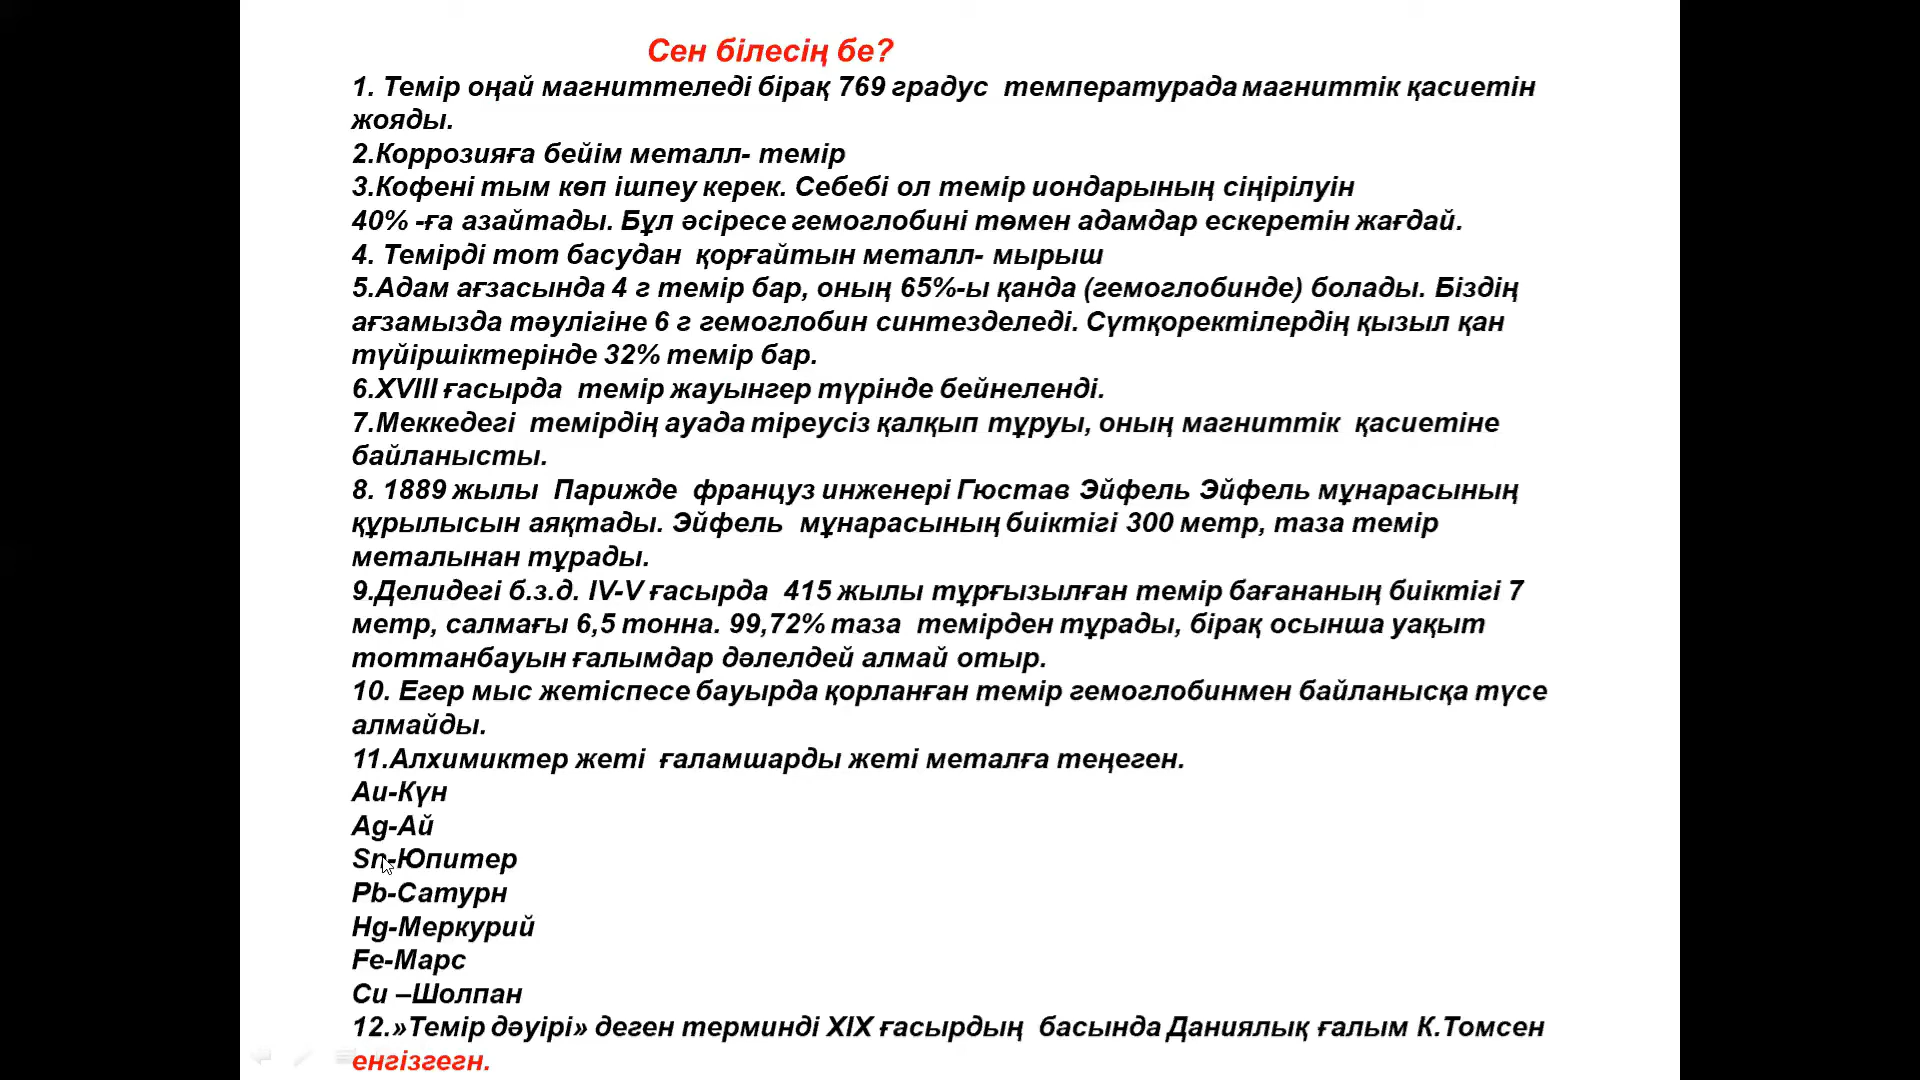 Сен білесің бе?
1. Темір оңай магниттеледі бірақ 769 градус температурада магниттік қасиетін
жояды.
2.Коррозияға бейім металл- темір
3.Кофені тым көп ішпеу керек. Себебі ол темір иондарының сіңірілуін
40% -ға азайтады. Бұл әсіресе гемоглобині төмен адамдар ескеретін жағдай.
4. Темірді тот басудан қорғайтын металл- мырыш
5.Адам ағзасында 4 г темір бар, оның 65%-ы қанда (гемоглобинде) болады. Біздің
ағзамызда тәулігіне 6 г гемоглобин синтезделеді. Сүтқоректілердің қызыл қан
түйіршіктерінде 32% темір бар.
6.XVIII ғасырда темір жауынгер түрінде бейнеленді.
7.Меккедегі темірдің ауада тіреусіз қалқып тұруы, оның магниттік қасиетіне
байланысты.
8. 1889 жылы Парижде француз инженері Гюстав Эйфель Эйфель мұнарасының
құрылысын аяқтады. Эйфель мұнарасының биіктігі 300 метр, таза темір
металынан тұрады.
9.Делидегі б.з.д. IV-V ғасырда 415 жылы тұрғызылған темір бағананың биіктігі 7
метр, салмағы 6,5 тонна. 99,72% таза темірден тұрады, бірақ осынша уақыт
тоттанбауын ғалымдар дәлелдей алмай отыр.
10. Егер мыс жетіспесе бауырда қорланған темір гемоглобинмен байланысқа түсе
алмайды.
11.Алхимиктер жеті ғаламшарды жеті металға теңеген.
Au-Күн
Ag-Ай
Sn-Юпитер
Pb-Сатурн
Hg-Меркурий
Fe-Марс
Cu –Шолпан
12.»Темір дәуірі» деген терминді XIX ғасырдың басында Даниялық ғалым К.Томсен
енгізгегн.